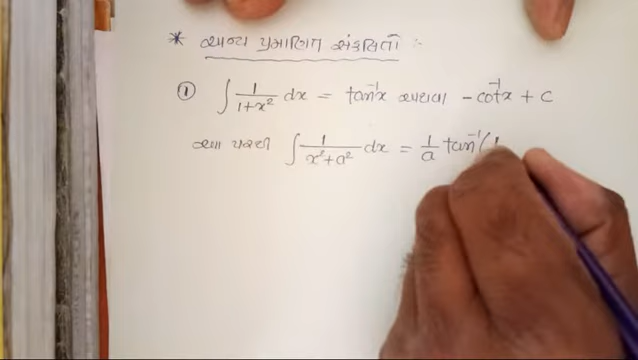 * અન્ય પ્રમાણિત સંકલિતો :-
① ∫ 1/(1+x²) dx = tan⁻¹x અથવા -cot⁻¹x + c
આ પરથી ∫ 1/(x²+a²) dx = 1/a tan⁻¹(